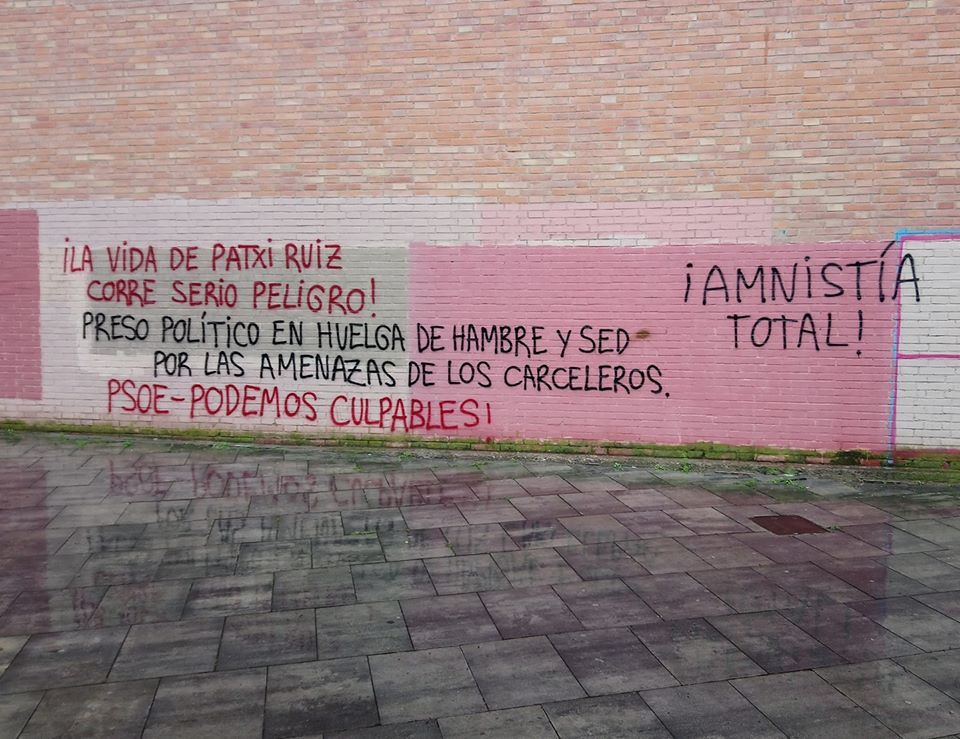 ¡LA VIDA DE PATXI RUIZ
CORRE SERIO PELIGRO!
PRESO POLÍTICO EN HUELGA DE HAMBRE Y SED
POR LAS AMENAZAS DE LOS CARCELEROS.
PSOE-PODEMOS CULPABLES!
¡AMNISTÍA
TOTAL!